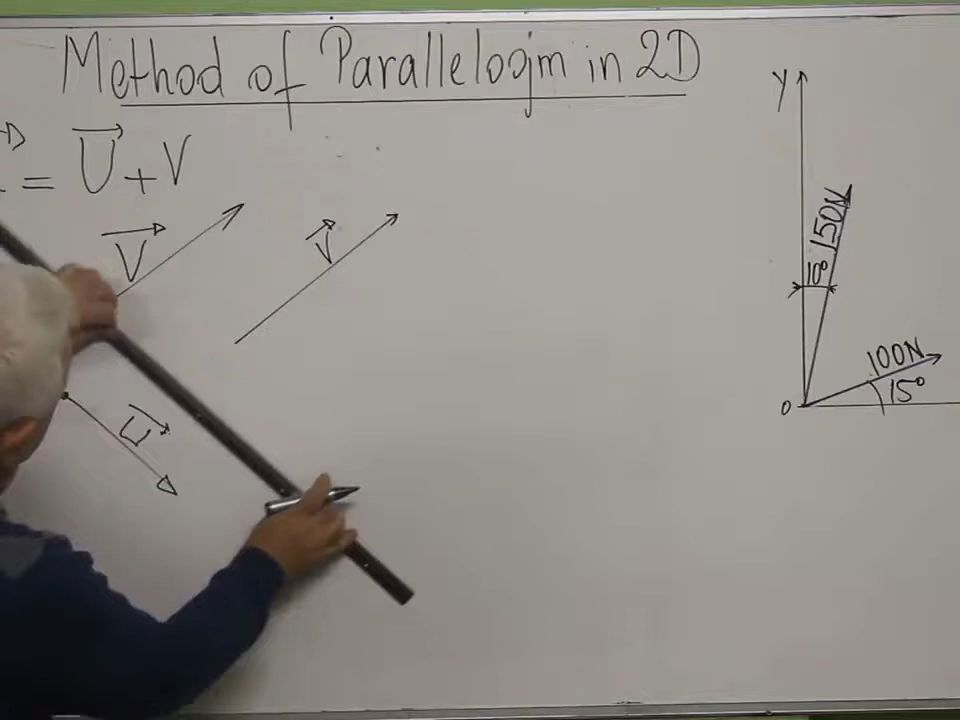 Method of Parallelogjm in 2D
= U + V
V
V
U
Y
150N
10°
100N
15°
0